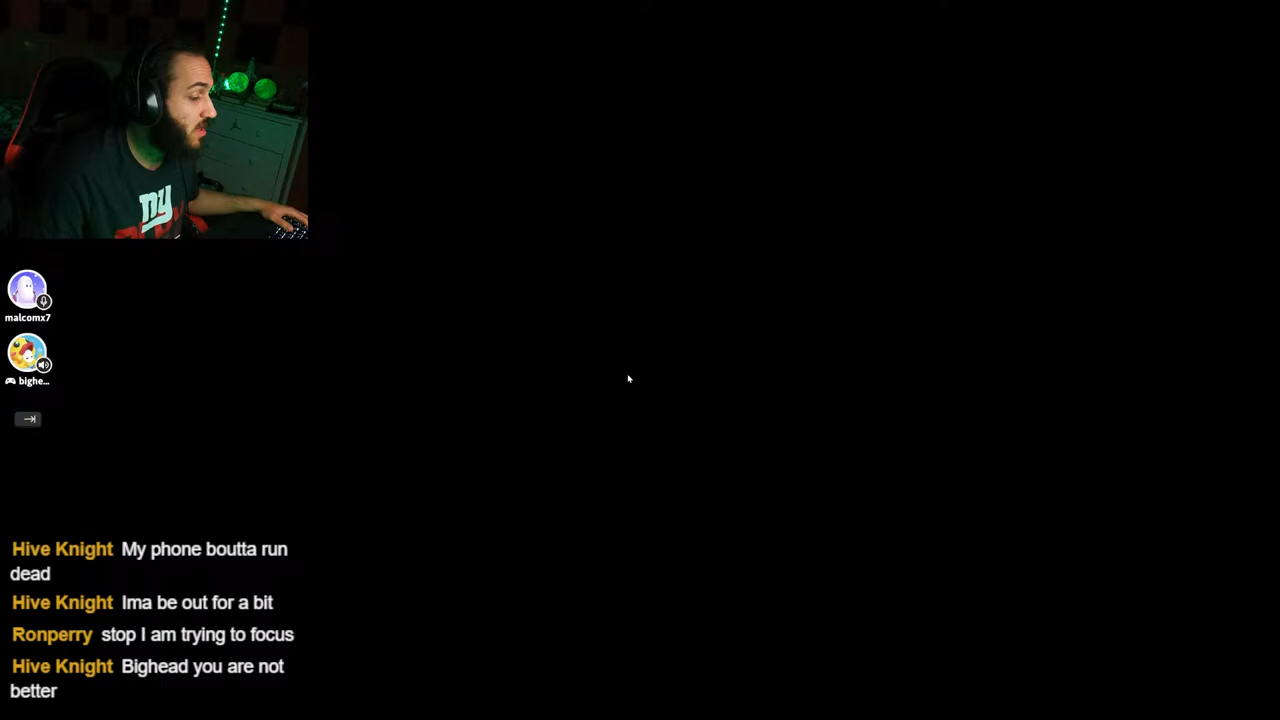 ny
malcomx7
bighe...
Hive Knight My phone boutta run
dead
Hive Knight Ima be out for a bit
Ronperry stop I am trying to focus
Hive Knight Bighead you are not
better